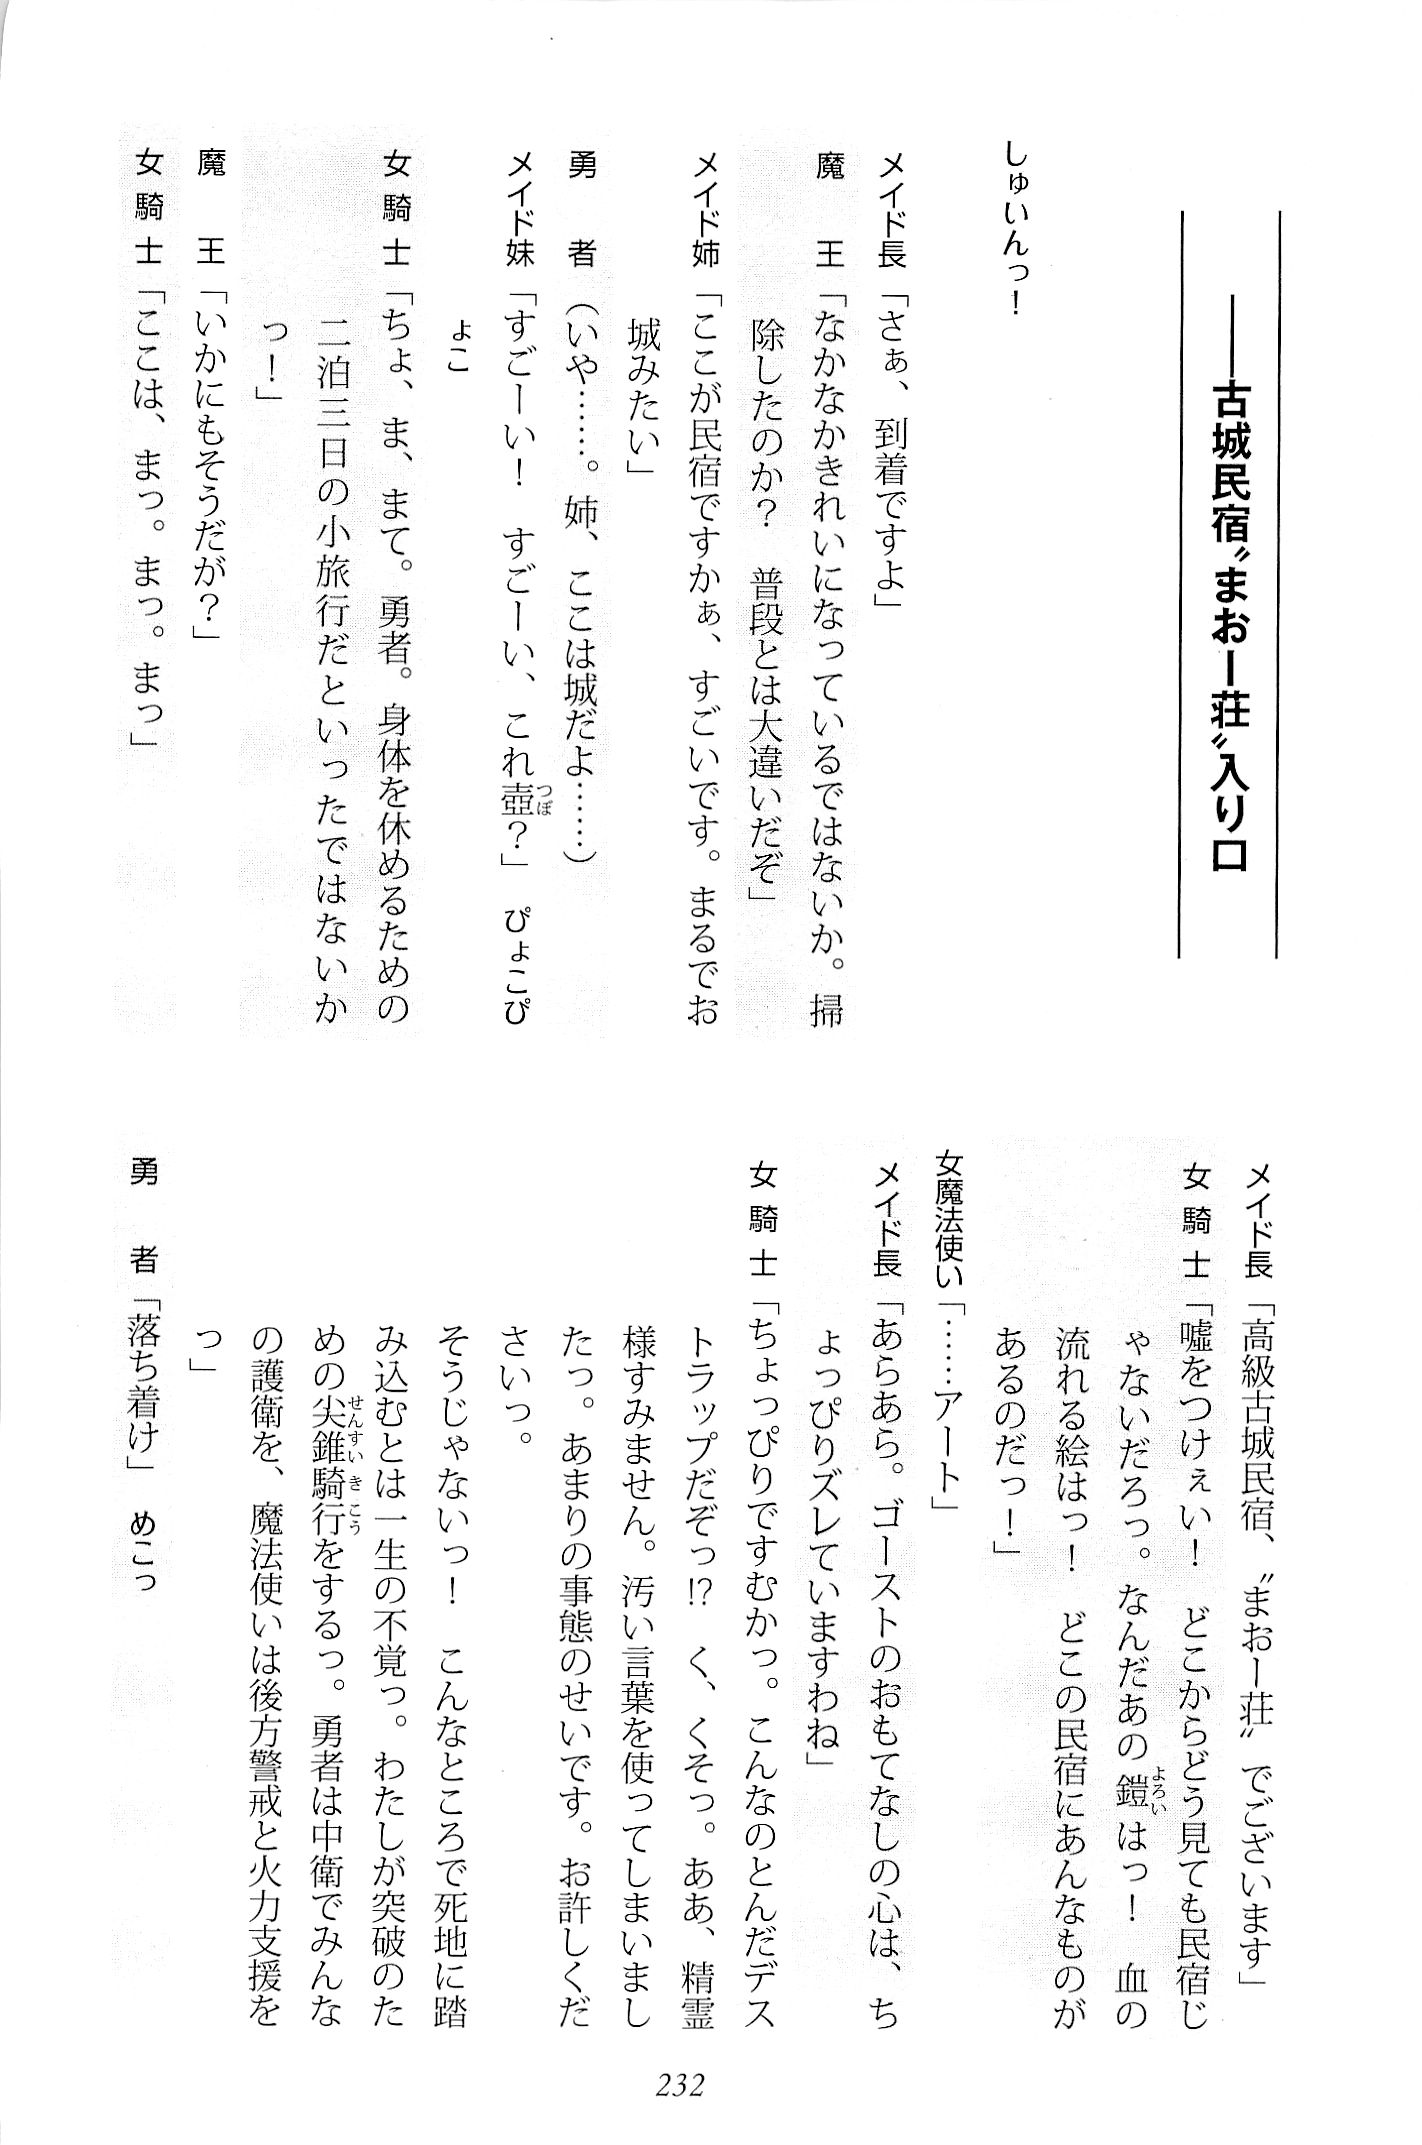 ――古城民宿〝まおー荘〟入り口
しゅいんっ！
メイド長「さぁ、到着ですよ」
魔　王「なかなかきれいになっているではないか。掃
除したのか？　普段とは大違いだぞ」
メイド姉「ここが民宿ですかぁ、すごいです。まるでお
城みたい」
勇　者（いや……。姉、ここは城だよ……）
メイド妹「すごーい！　すごーい、これ壺？」　ぴょこぴ
ょこ
女騎士「ちょ、ま、まて。勇者。身体を休めるための
二泊三日の小旅行だといったではないか
っ！」
魔　王「いかにもそうだが？」
女騎士「ここは、まっ。まっ。まっ」
メイド長「高級古城民宿、〝まおー荘〟でございます」
女騎士「嘘をつけぇい！　どこからどう見ても民宿じ
ゃないだろっ。なんだあの鎧はっ！　血の
流れる絵はっ！　どこの民宿にあんなものが
あるのだっ！」
女魔法使い「……アート」
メイド長「あらあら。ゴーストのおもてなしの心は、ち
ょっぴりズレていますわね」
女騎士「ちょっぴりですむかっ。こんなのとんだデス
トラップだぞっ!?　く、くそっ。ああ、精霊
様すみません。汚い言葉を使ってしまいまし
たっ。あまりの事態のせいです。お許しくだ
さいっ。
そうじゃないっ！　こんなところで死地に踏
み込むとは一生の不覚っ。わたしが突破のた
めの尖錐騎行をするっ。勇者は中衛でみんな
の護衛を、魔法使いは後方警戒と火力支援を
っ」
勇　者「落ち着け」　めこっ
つぼ
よろい
せんすいきこう
232